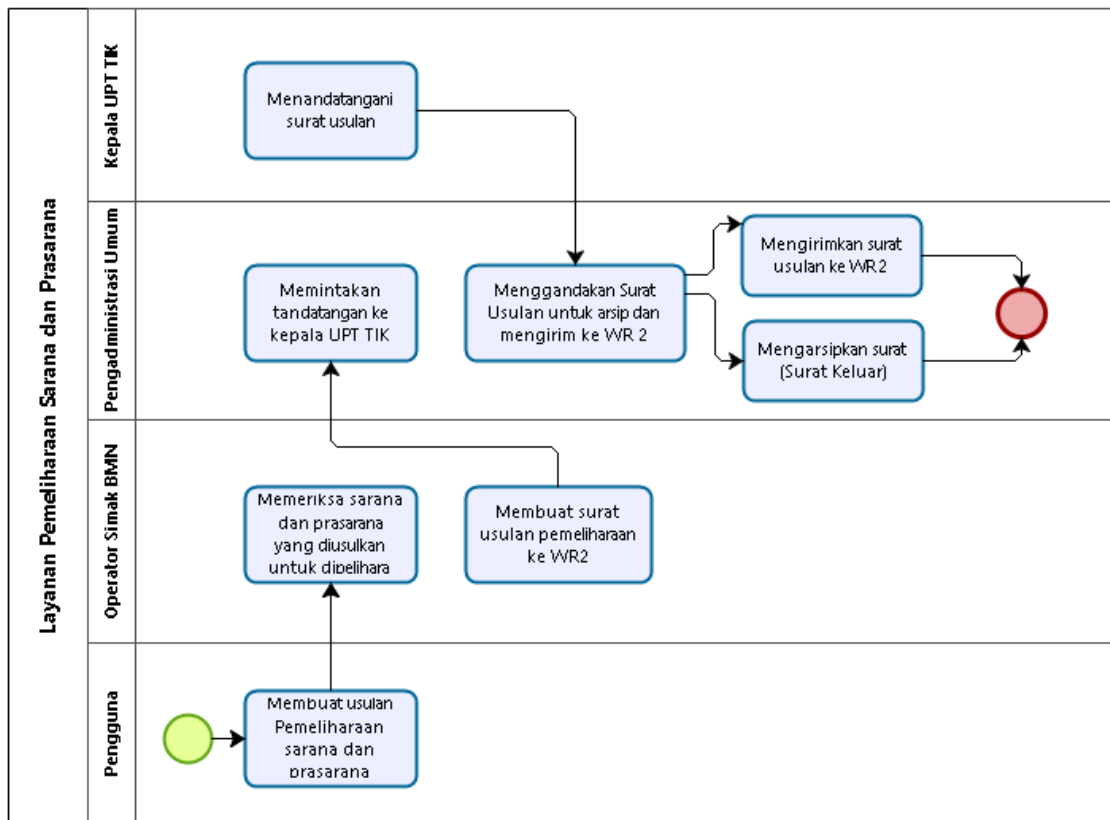 Layanan Pemeliharaan Sarana dan Prasarana
Kepala UPT TIK
Menandatangani
surat usulan
Pengadministrasi Umum
Memintakan
tandatangan ke
kepala UPT TIK
Menggandakan Surat
Usulan untuk arsip dan
mengirim ke WR 2
Mengirimkan surat
usulan ke WR2
Mengarsipkan surat
(Surat Keluar)
Operator Simak BMN
Memeriksa sarana
dan prasarana
yang diusulkan
untuk dipelihara
Membuat surat
usulan pemeliharaan
ke WR2
Pengguna
Membuat usulan
Pemeliharaan
sarana dan
prasarana